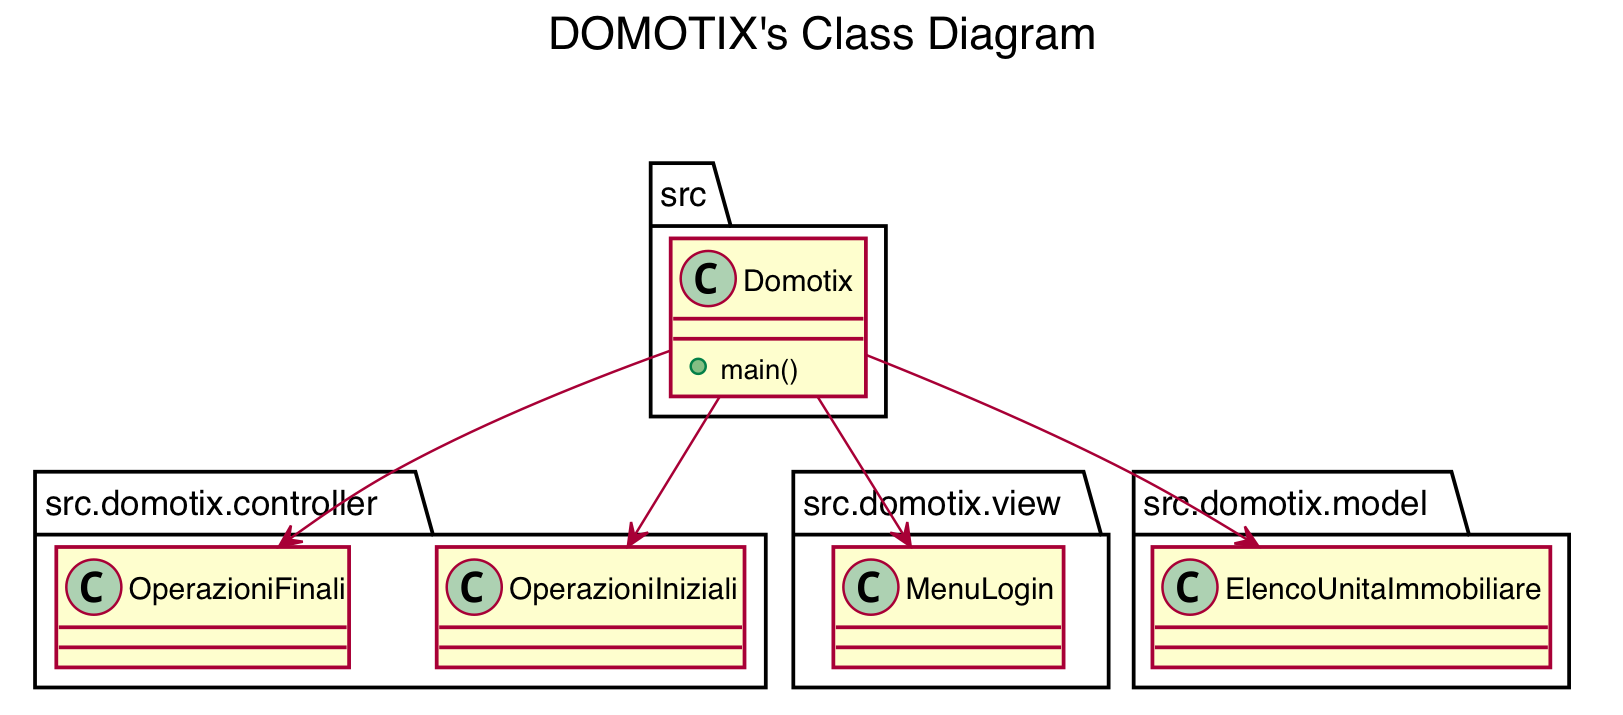 DOMOTIX's Class Diagram
src
C Domotix
main()
src.domotix.controller
src.domotix.view
src.domotix.model
C OperazioniFinali
C OperazioniIniziali
C MenuLogin
C ElencoUnitaImmobiliare